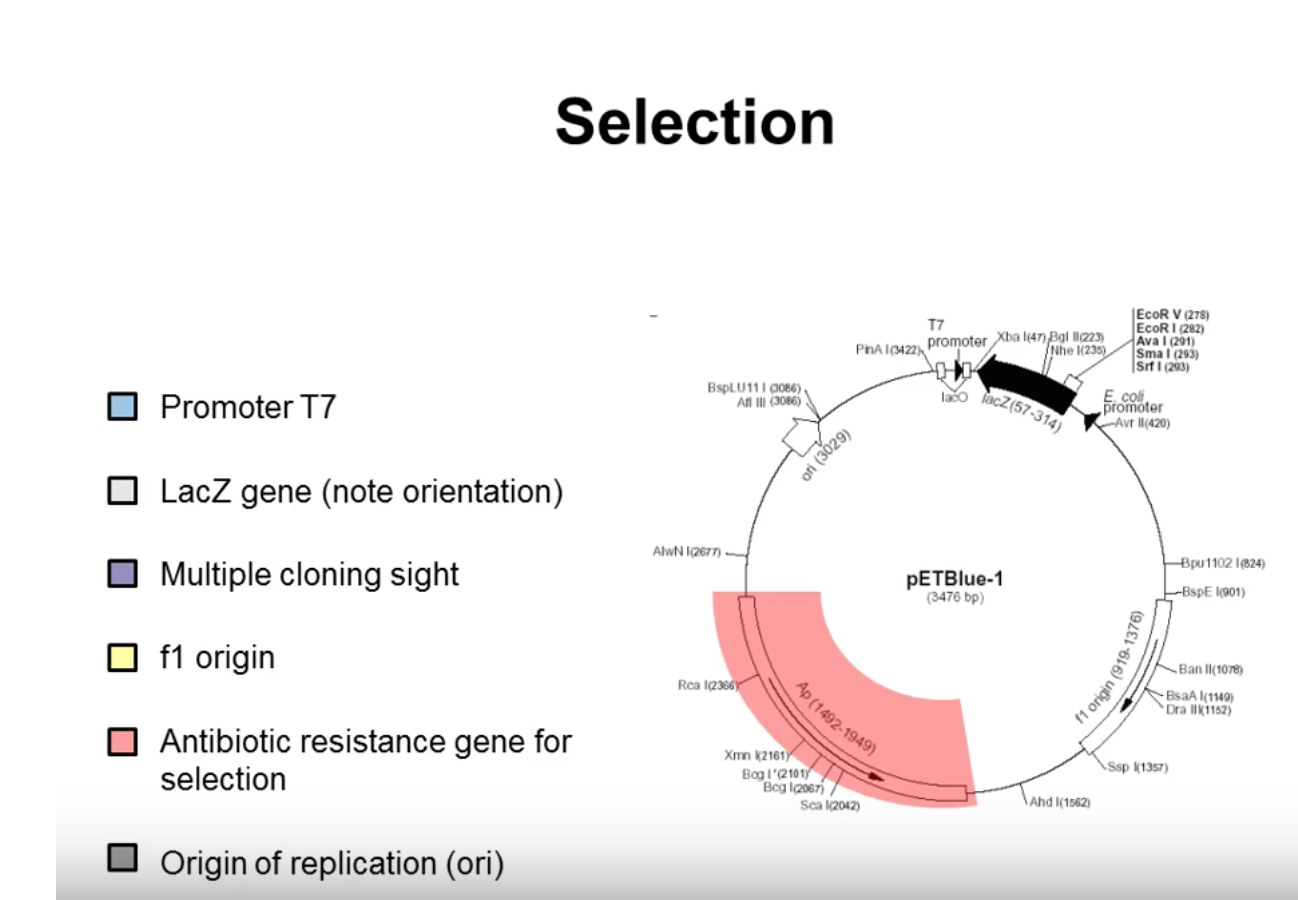 Selection
Promoter T7
LacZ gene (note orientation)
Multiple cloning sight
f1 origin
Antibiotic resistance gene for
selection
Origin of replication (ori)
T7
promoter
PinA I(3422)
Xba I(47)
Bgl II(223)
Nhe I(235)
EcoR V (278)
EcoR I (282)
Ava I (291)
Sma I (293)
Srf I (293)
BspLU11 I (3086)
Afl III (3086)
lacO
lacZ(57-314)
E. coli
promoter
Avr II(420)
ori (3029)
AlwN I(2677)
pETBlue-1
(3476 bp)
Bpu1102 I(824)
BspE I(901)
f1 origin (919-1376)
Ban II(1078)
BsaA I(1149)
Dra III(1152)
Rca I(2366)
Ap (1492-1949)
Xmn I(2161)
Bcg I*(2101)
Bcg I(2067)
Sca I(2042)
Ssp I(1357)
Ahd I(1562)